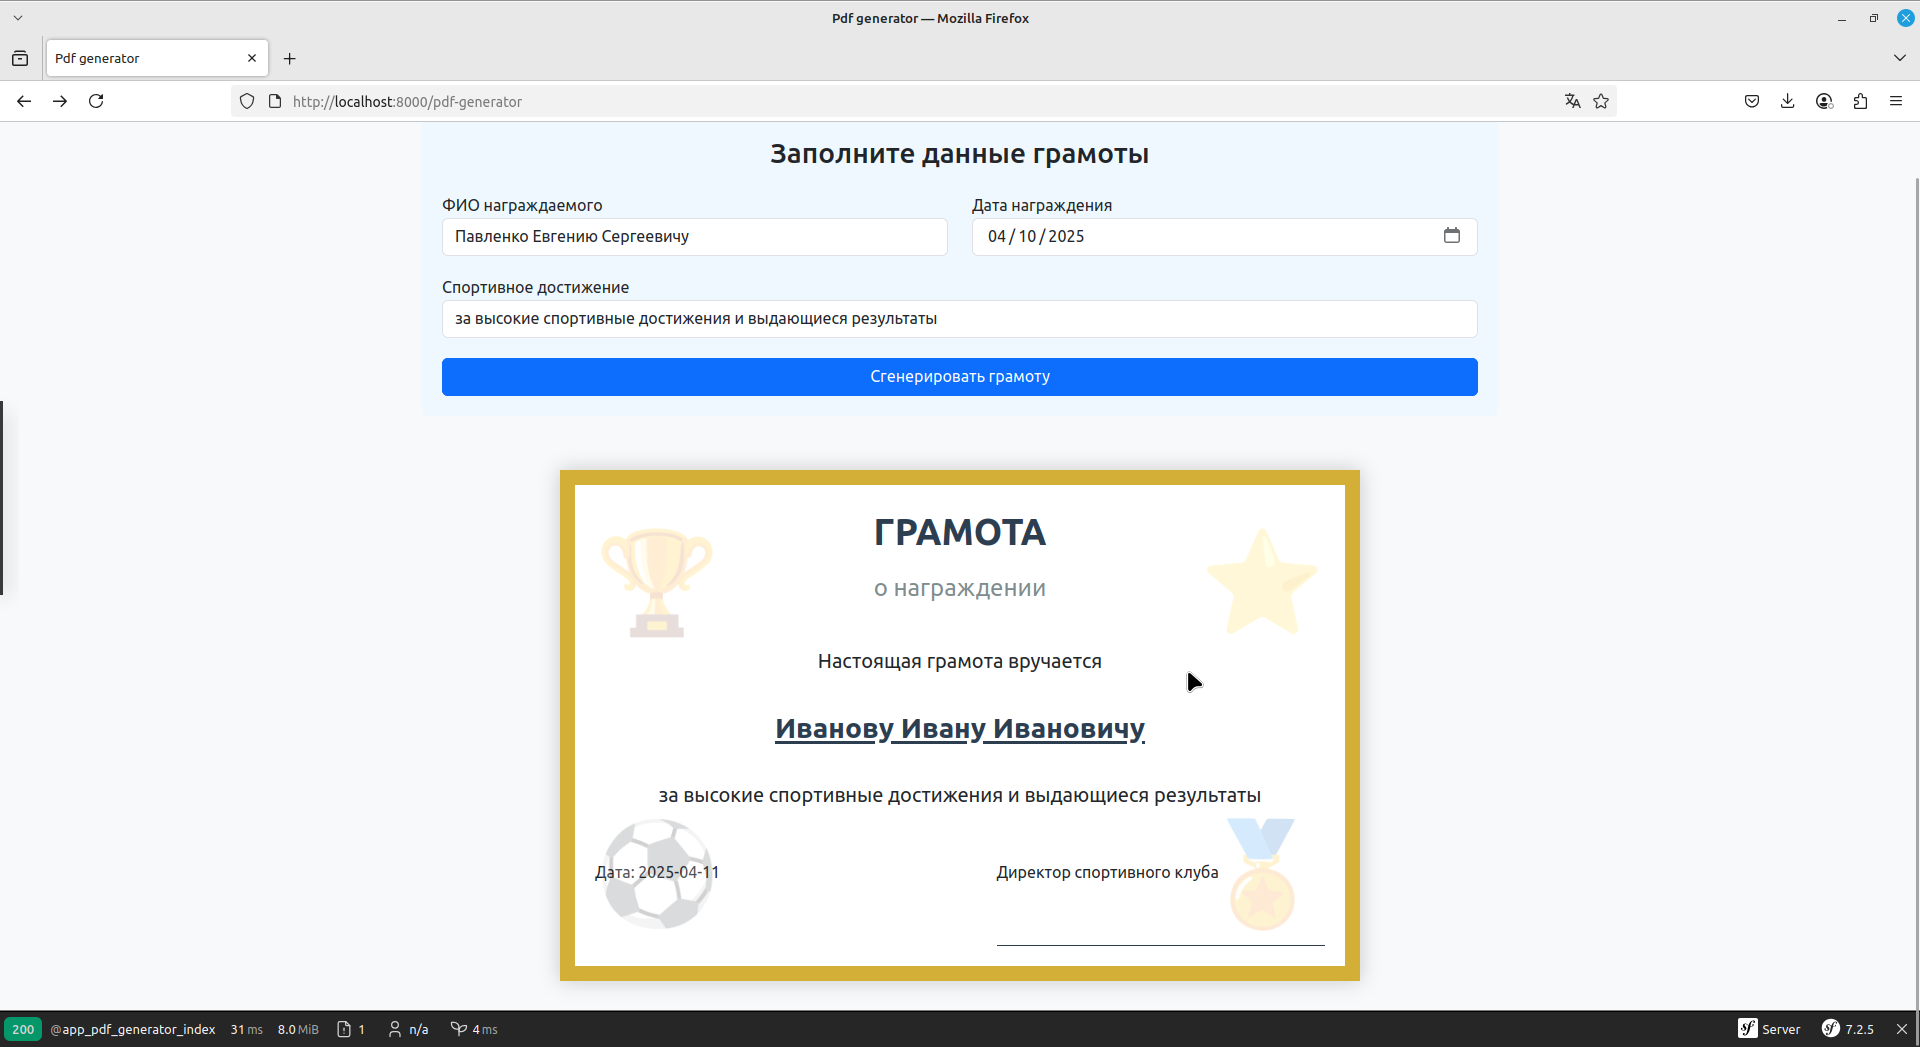 Pdf generator — Mozilla Firefox
Pdf generator
http://localhost:8000/pdf-generator
Заполните данные грамоты
ФИО награждаемого
Дата награждения
Павленко Евгению Сергеевичу
04/10/2025
Спортивное достижение
за высокие спортивные достижения и выдающиеся результаты
Сгенерировать грамоту
ГРАМОТА
о награждении
Настоящая грамота вручается
Иванову Ивану Ивановичу
за высокие спортивные достижения и выдающиеся результаты
Дата: 2025-04-11
Директор спортивного клуба
200 @app_pdf_generator_index 31 ms 8.0 MiB 1 n/a 4 ms sf Server sf 7.2.5